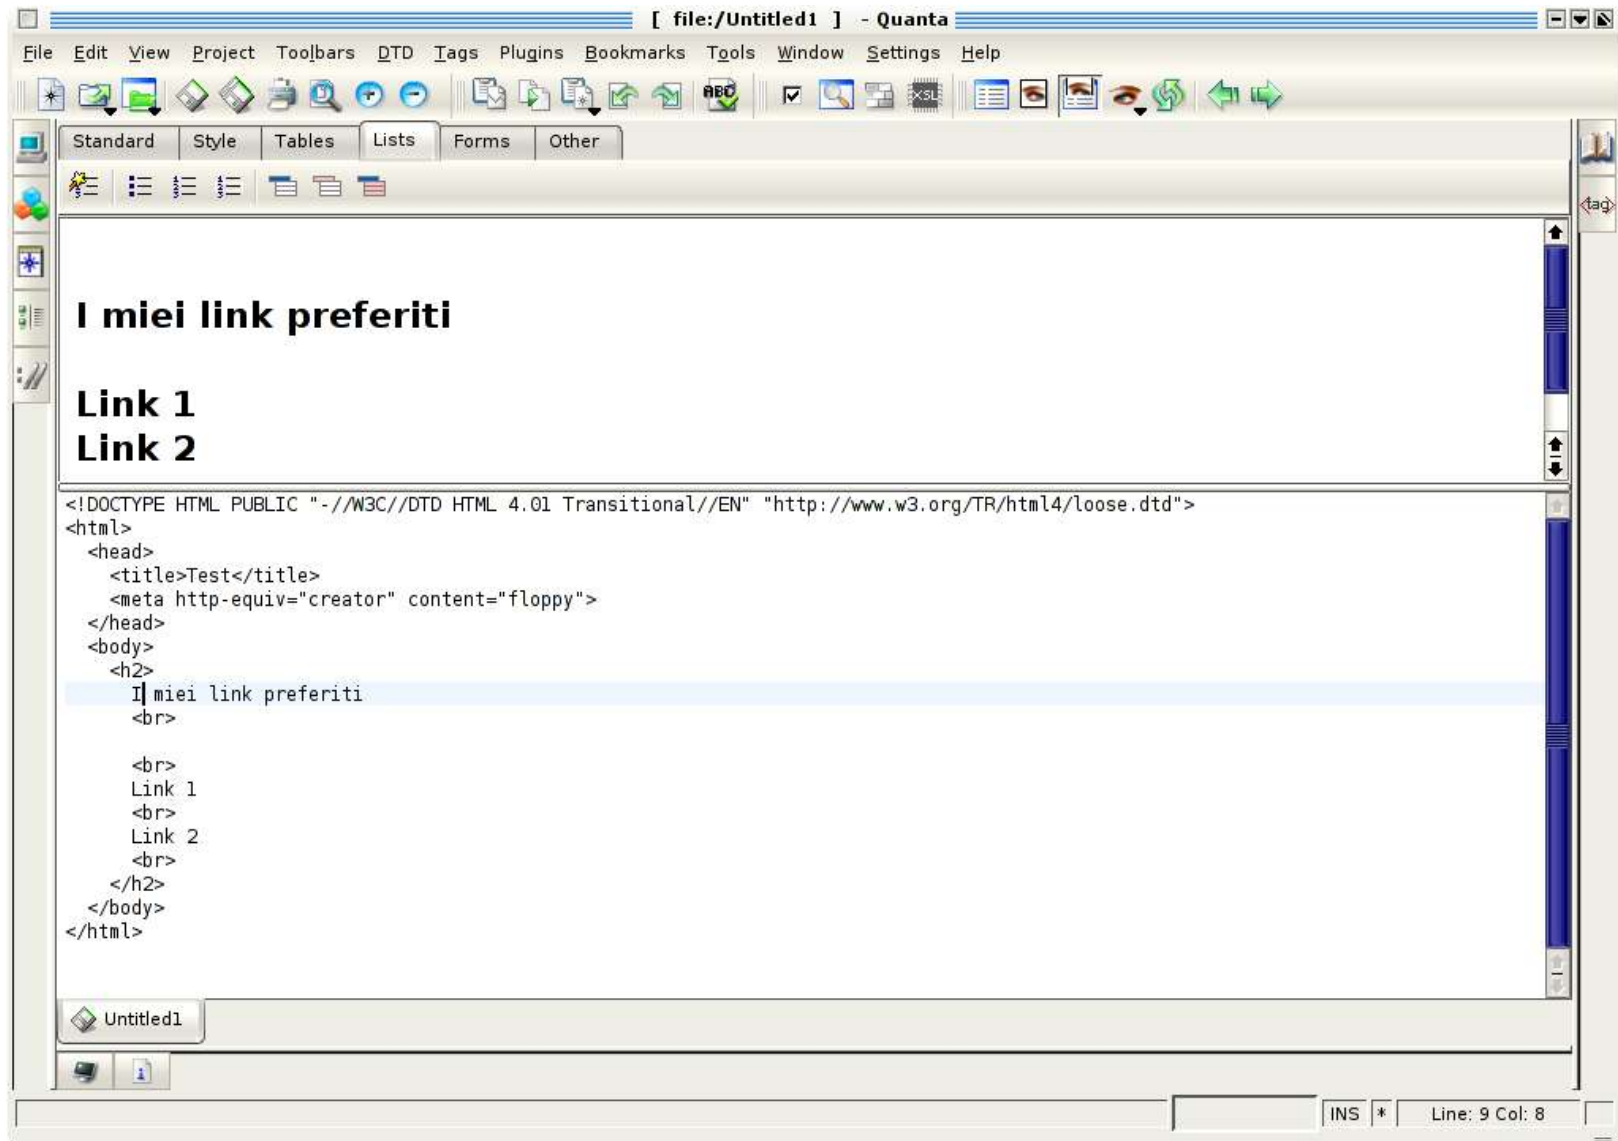 [ file:/Untitled1 ] - Quanta
File Edit View Project Toolbars DTD Tags Plugins Bookmarks Tools Window Settings Help
ABC XSL
Standard Style Tables Lists Forms Other
<tag>
I miei link preferiti
Link 1
Link 2
<!DOCTYPE HTML PUBLIC "-//W3C//DTD HTML 4.01 Transitional//EN" "http://www.w3.org/TR/html4/loose.dtd">
<html>
<head>
<title>Test</title>
<meta http-equiv="creator" content="floppy">
</head>
<body>
<h2>
I miei link preferiti
<br>
<br>
Link 1
<br>
Link 2
<br>
</h2>
</body>
</html>
Untitled1
INS * Line: 9 Col: 8